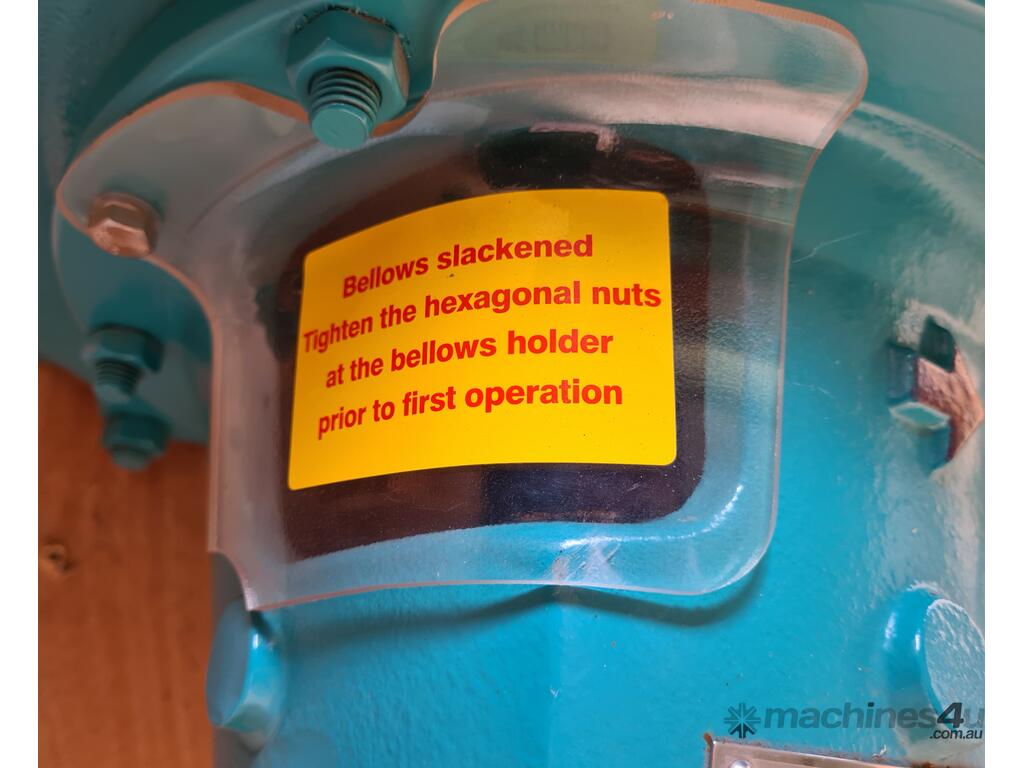 Bellows slackened
Tighten the hexagonal nuts
at the bellows holder
prior to first operation
machines4u
.com.au